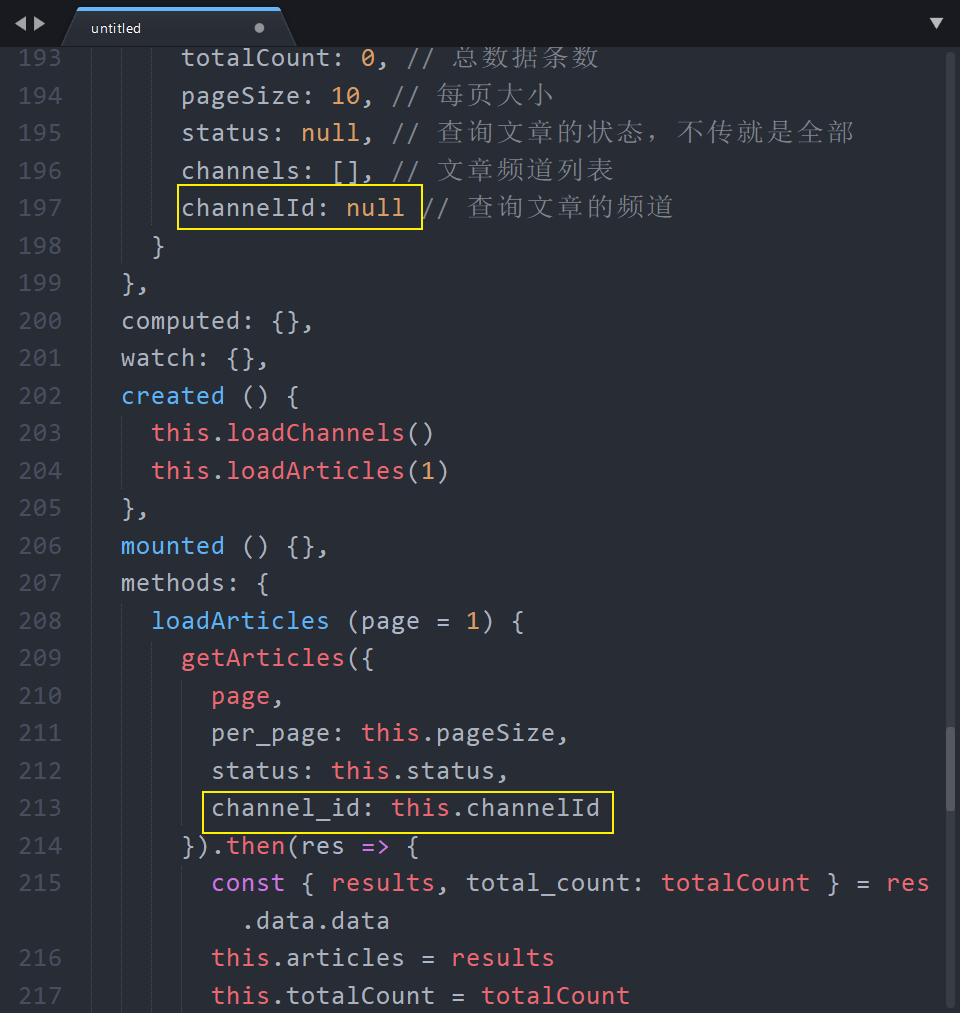 untitled
193 totalCount: 0, // 总数据条数
194 pageSize: 10, // 每页大小
195 status: null, // 查询文章的状态，不传就是全部
196 channels: [], // 文章频道列表
197 channelId: null // 查询文章的频道
198 }
199 },
200 computed: {},
201 watch: {},
202 created () {
203 this.loadChannels()
204 this.loadArticles(1)
205 },
206 mounted () {},
207 methods: {
208 loadArticles (page = 1) {
209 getArticles({
210 page,
211 per_page: this.pageSize,
212 status: this.status,
213 channel_id: this.channelId
214 }).then(res => {
215 const { results, total_count: totalCount } = res
.data.data
216 this.articles = results
217 this.totalCount = totalCount